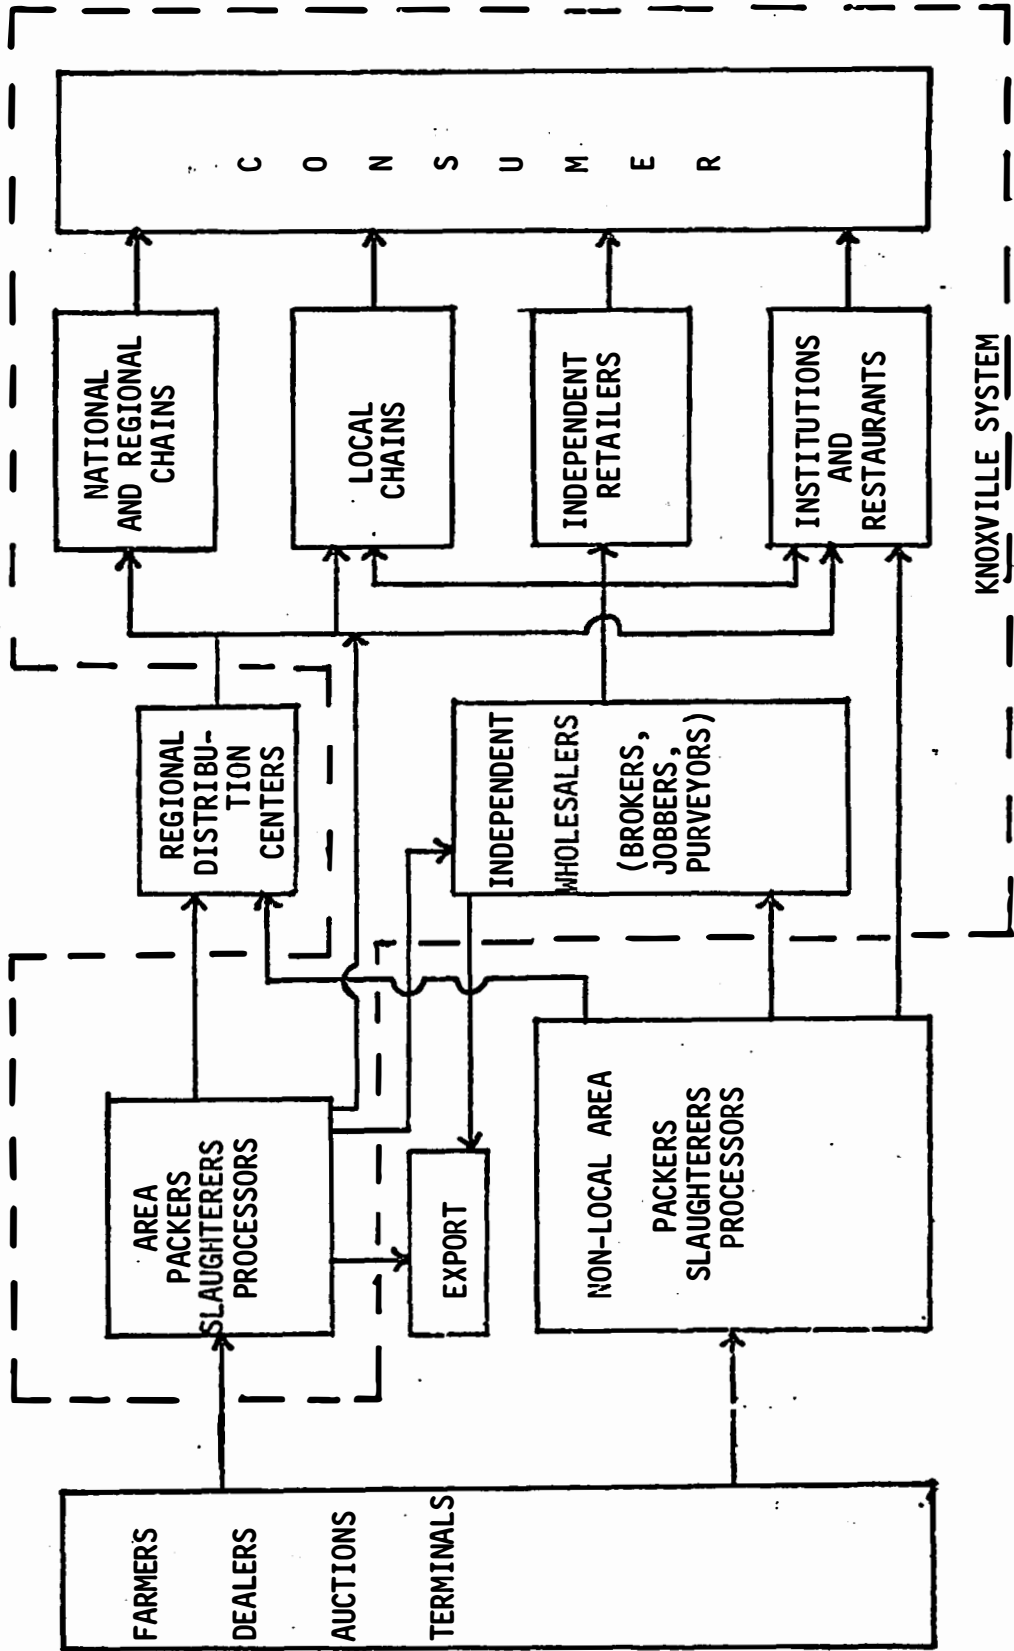 FARMERS
DEALERS
AUCTIONS
TERMINALS
AREA
PACKERS
SLAUGHTERERS
PROCESSORS
EXPORT
NON-LOCAL AREA
PACKERS
SLAUGHTERERS
PROCESSORS
REGIONAL
DISTRIBU-
TION
CENTERS
INDEPENDENT
WHOLESALERS
(BROKERS,
JOBBERS,
PURVEYORS)
NATIONAL
AND REGIONAL
CHAINS
LOCAL
CHAINS
INDEPENDENT
RETAILERS
INSTITUTIONS
AND
RESTAURANTS
C
O
N
S
U
M
E
R
KNOXVILLE SYSTEM